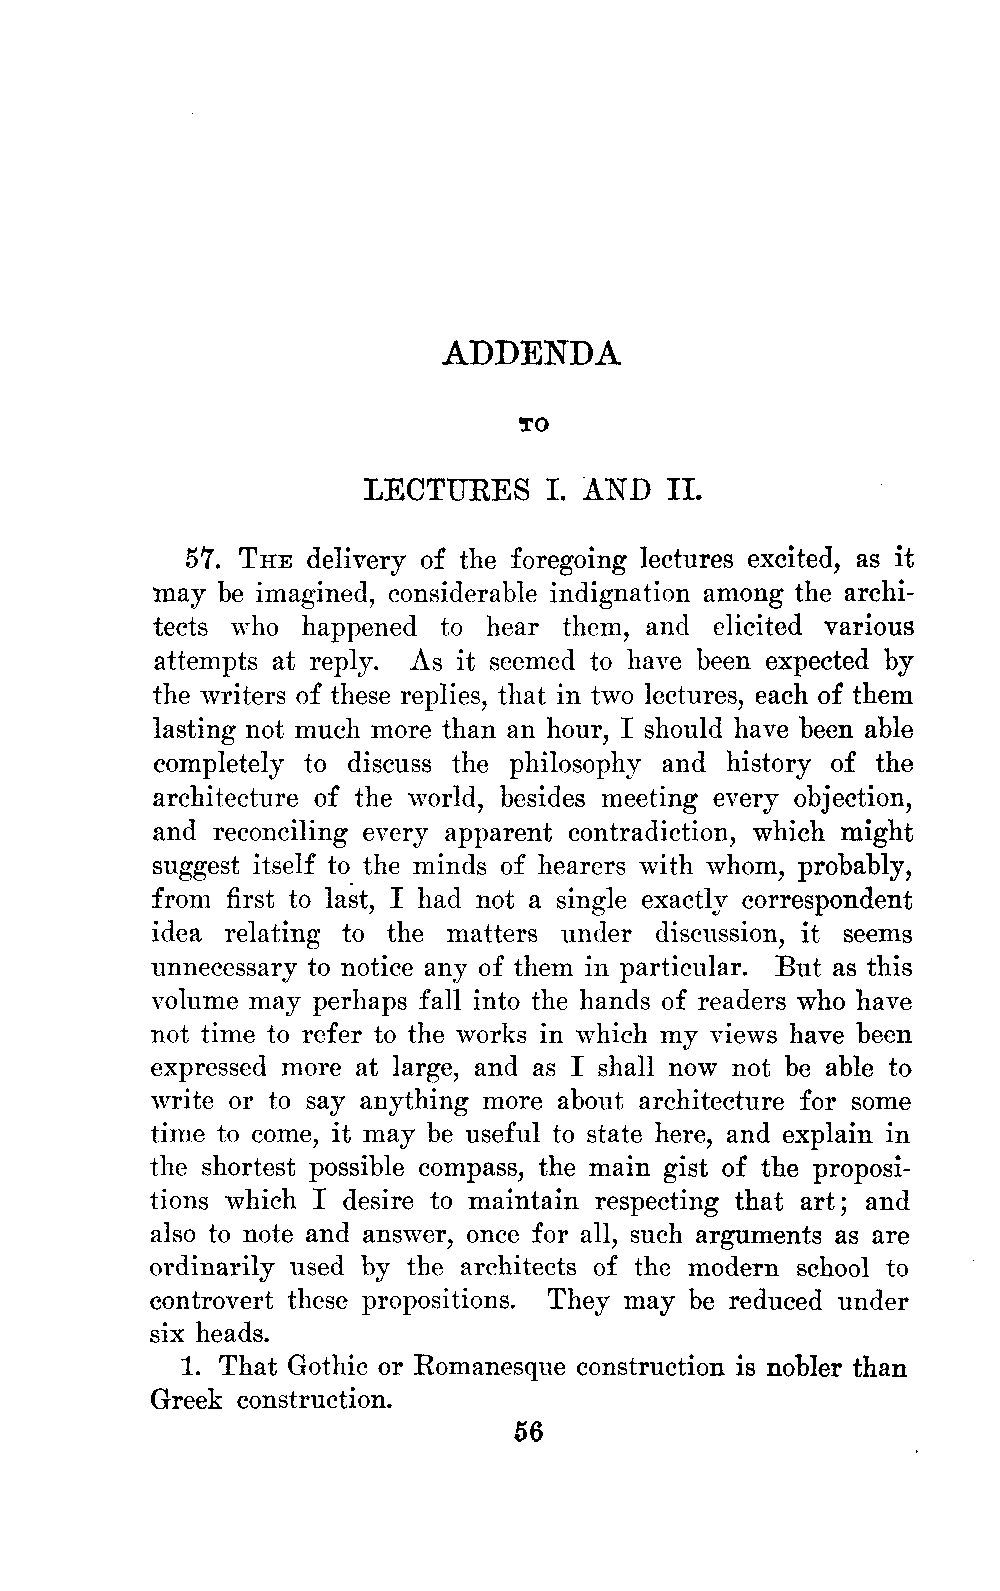 ADDENDA
TO
LECTURES I. AND II.
57. THE delivery of the foregoing lectures excited, as it
may be imagined, considerable indignation among the archi-
tects who happened to hear them, and elicited various
attempts at reply. As it seemed to have been expected by
the writers of these replies, that in two lectures, each of them
lasting not much more than an hour, I should have been able
completely to discuss the philosophy and history of the
architecture of the world, besides meeting every objection,
and reconciling every apparent contradiction, which might
suggest itself to the minds of hearers with whom, probably,
from first to last, I had not a single exactly correspondent
idea relating to the matters under discussion, it seems
unnecessary to notice any of them in particular. But as this
volume may perhaps fall into the hands of readers who have
not time to refer to the works in which my views have been
expressed more at large, and as I shall now not be able to
write or to say anything more about architecture for some
time to come, it may be useful to state here, and explain in
the shortest possible compass, the main gist of the proposi-
tions which I desire to maintain respecting that art; and
also to note and answer, once for all, such arguments as are
ordinarily used by the architects of the modern school to
controvert these propositions. They may be reduced under
six heads.
1. That Gothic or Romanesque construction is nobler than
Greek construction.
56